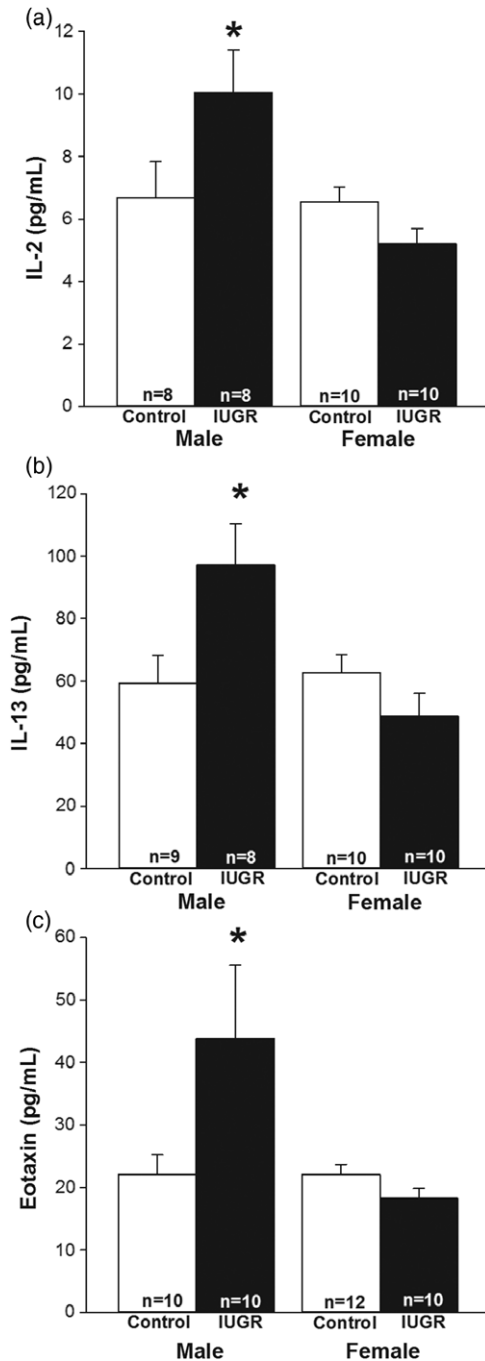 (a)
*
12
10
8
6
4
2
0
IL-2 (pg/mL)
n=8 n=8 n=10 n=10
Control IUGR Control IUGR
Male Female
(b)
*
120
100
80
60
40
20
0
IL-13 (pg/mL)
n=9 n=8 n=10 n=10
Control IUGR Control IUGR
Male Female
(c)
*
60
50
40
30
20
10
0
Eotaxin (pg/mL)
n=10 n=10 n=12 n=10
Control IUGR Control IUGR
Male Female